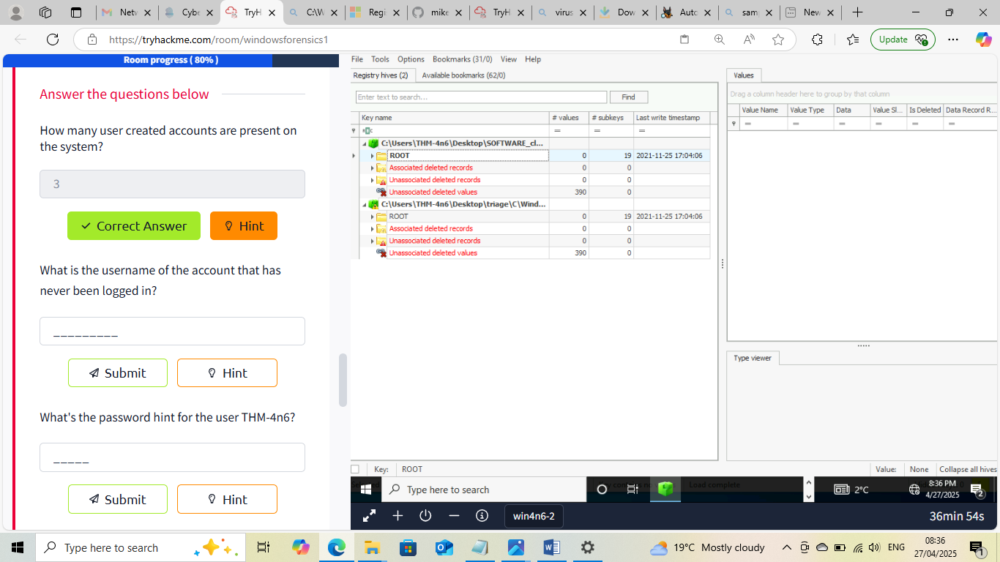 Netw
Cybe
TryH
C:\W
Regi
mike
TryH
virus
Dow
Auto
sam
New
https://tryhackme.com/room/windowsforensics1
Update
Room progress ( 80% )
Answer the questions below
How many user created accounts are present on
the system?
3
Correct Answer
Hint
What is the username of the account that has
never been logged in?
_________
Submit
Hint
What's the password hint for the user THM-4n6?
_____
Submit
Hint
File Tools Options Bookmarks (31/0) View Help
Registry hives (2) Available bookmarks (62/0)
Enter text to search... Find
Key name # values # subkeys Last write timestamp
= = =
C:\Users\THM-4n6\Desktop\SOFTWARE_cl...
ROOT 0 19 2021-11-25 17:04:06
Associated deleted records 0 0
Unassociated deleted records 0 0
Unassociated deleted values 390 0
C:\Users\THM-4n6\Desktop\triage\C\Wind...
ROOT 0 19 2021-11-25 17:04:06
Associated deleted records 0 0
Unassociated deleted records 0 0
Unassociated deleted values 390 0
Values
Drag a column header here to group by that column
Value Name Value Type Data Value Sl... Is Deleted Data Record R...
= = = = = =
Type viewer
Key: ROOT
Value: None Collapse all hives
Type here to search
Load complete
2°C
8:36 PM
4/27/2025
2
win4n6-2
36min 54s
Type here to search
19°C Mostly cloudy
ENG
08:36
27/04/2025
1